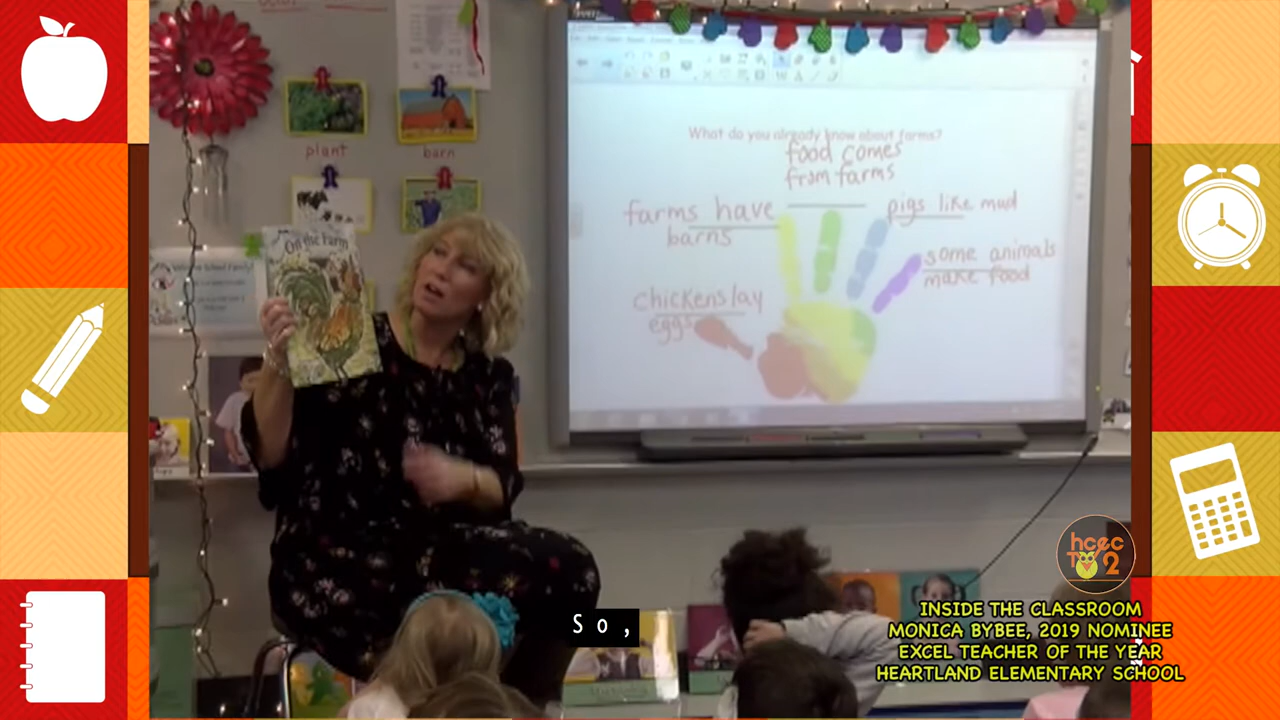 plant
barn
On the Farm
What do you already know about farms?
food comes
from farms
farms have
barns
pigs like mud
some animals
make food
chickens lay
eggs
So,
hcec
TV 2
INSIDE THE CLASSROOM
MONICA BYBEE, 2019 NOMINEE
EXCEL TEACHER OF THE YEAR
HEARTLAND ELEMENTARY SCHOOL